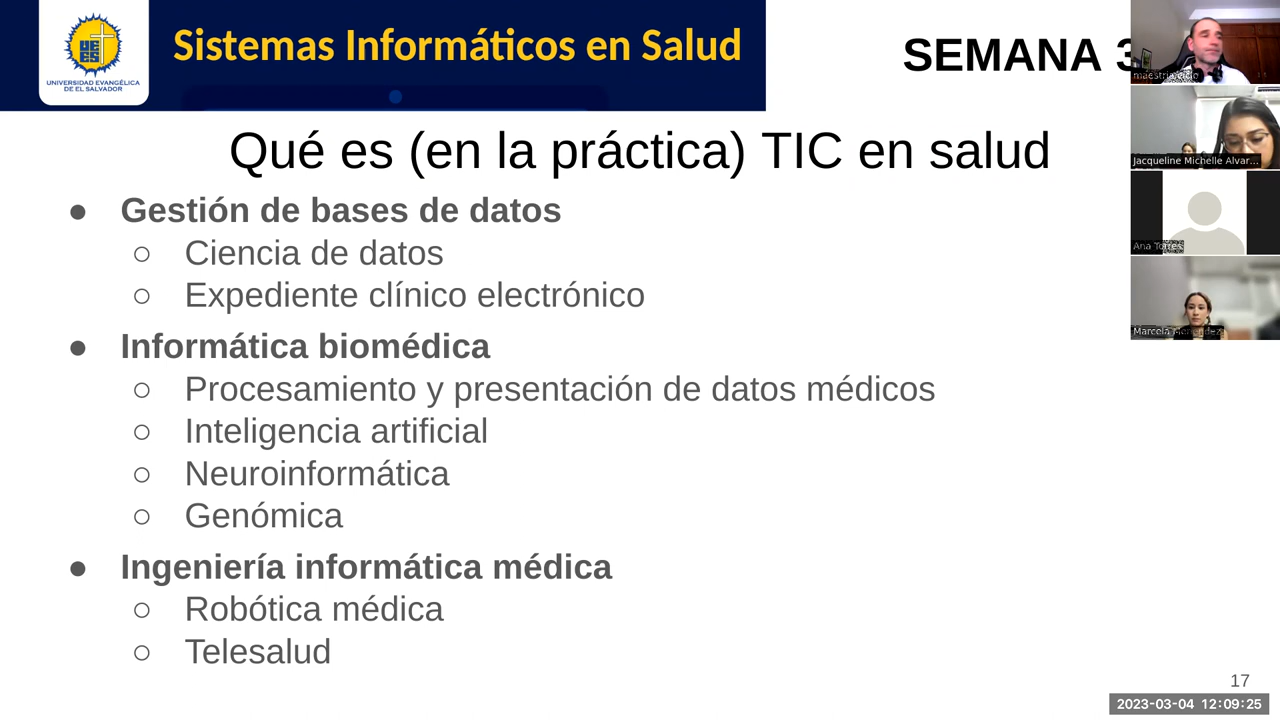 Sistemas Informáticos en Salud
UNIVERSIDAD EVANGÉLICA
DE EL SALVADOR
SEMANA 3
maestria
Qué es (en la práctica) TIC en salud
Jacqueline Michelle Alvar...
● Gestión de bases de datos
○ Ciencia de datos
Ana Torres
○ Expediente clínico electrónico
Marcela
● Informática biomédica
○ Procesamiento y presentación de datos médicos
○ Inteligencia artificial
○ Neuroinformática
○ Genómica
● Ingeniería informática médica
○ Robótica médica
○ Telesalud
17
2023-03-04 12:09:25